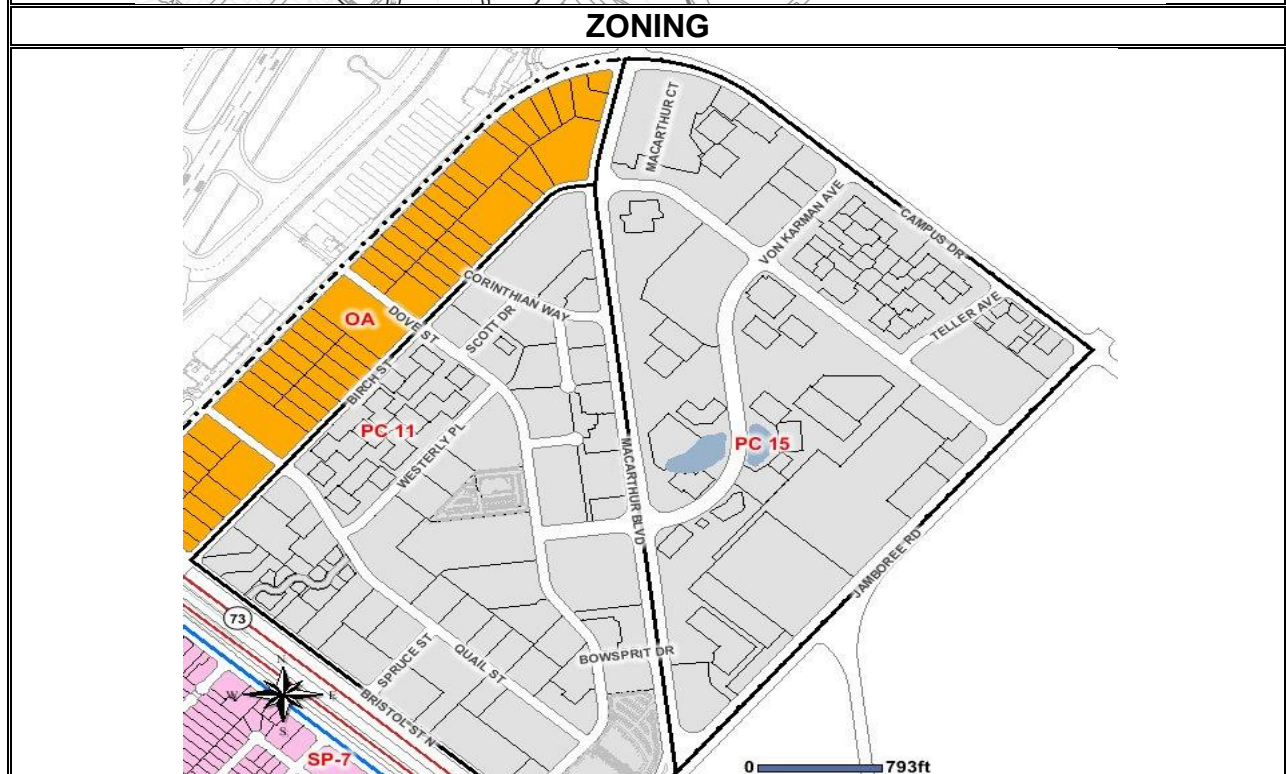 ZONING
MACARTHUR CT
VON KARMAN AVE
CAMPUS DR
TELLER AVE
CORINTHIAN WAY
SCOTT DR
OA
DOVE ST
BIRCH ST
PC 11
WESTERLY PL
PC 15
MACARTHUR BLVD
JAMBOREE RD
73
SPRUCE ST
QUAIL ST
BOWSPRIT DR
BRISTOL ST N
N
W
E
S
SP-7
0 793ft